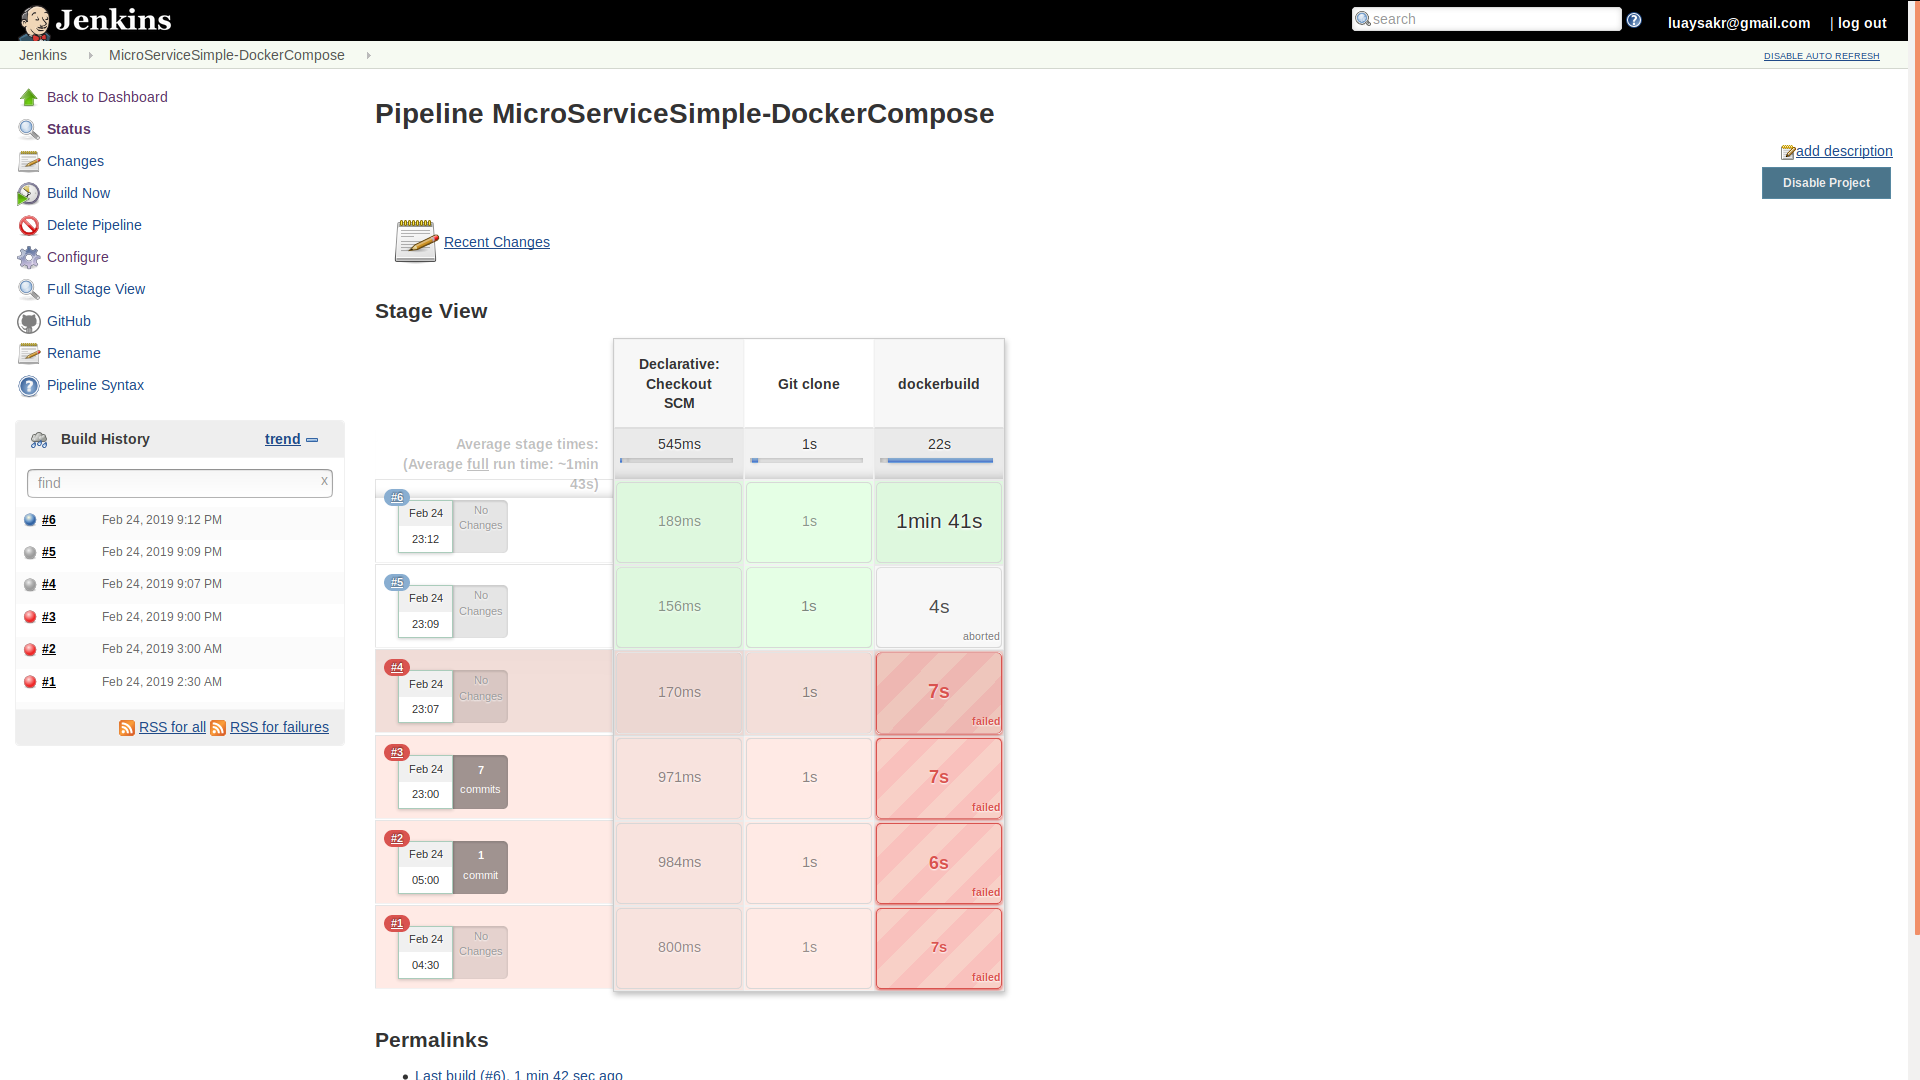 Jenkins
search
luaysakr@gmail.com
| log out
Jenkins
MicroServiceSimple-DockerCompose
DISABLE AUTO REFRESH
Back to Dashboard
Status
Changes
Build Now
Delete Pipeline
Configure
Full Stage View
GitHub
Rename
Pipeline Syntax
Build History
trend
find
x
#6 Feb 24, 2019 9:12 PM
#5 Feb 24, 2019 9:09 PM
#4 Feb 24, 2019 9:07 PM
#3 Feb 24, 2019 9:00 PM
#2 Feb 24, 2019 3:00 AM
#1 Feb 24, 2019 2:30 AM
RSS for all RSS for failures
Pipeline MicroServiceSimple-DockerCompose
add description
Disable Project
Recent Changes
Stage View
Declarative:
Checkout
SCM
Git clone
dockerbuild
Average stage times:
(Average full run time: ~1min
43s)
545ms
1s
22s
#6
Feb 24
23:12
No
Changes
189ms
1s
1min 41s
#5
Feb 24
23:09
No
Changes
156ms
1s
4s
aborted
#4
Feb 24
23:07
No
Changes
170ms
1s
7s
failed
#3
Feb 24
23:00
7
commits
971ms
1s
7s
failed
#2
Feb 24
05:00
1
commit
984ms
1s
6s
failed
#1
Feb 24
04:30
No
Changes
800ms
1s
7s
failed
Permalinks
Last build (#6), 1 min 42 sec ago